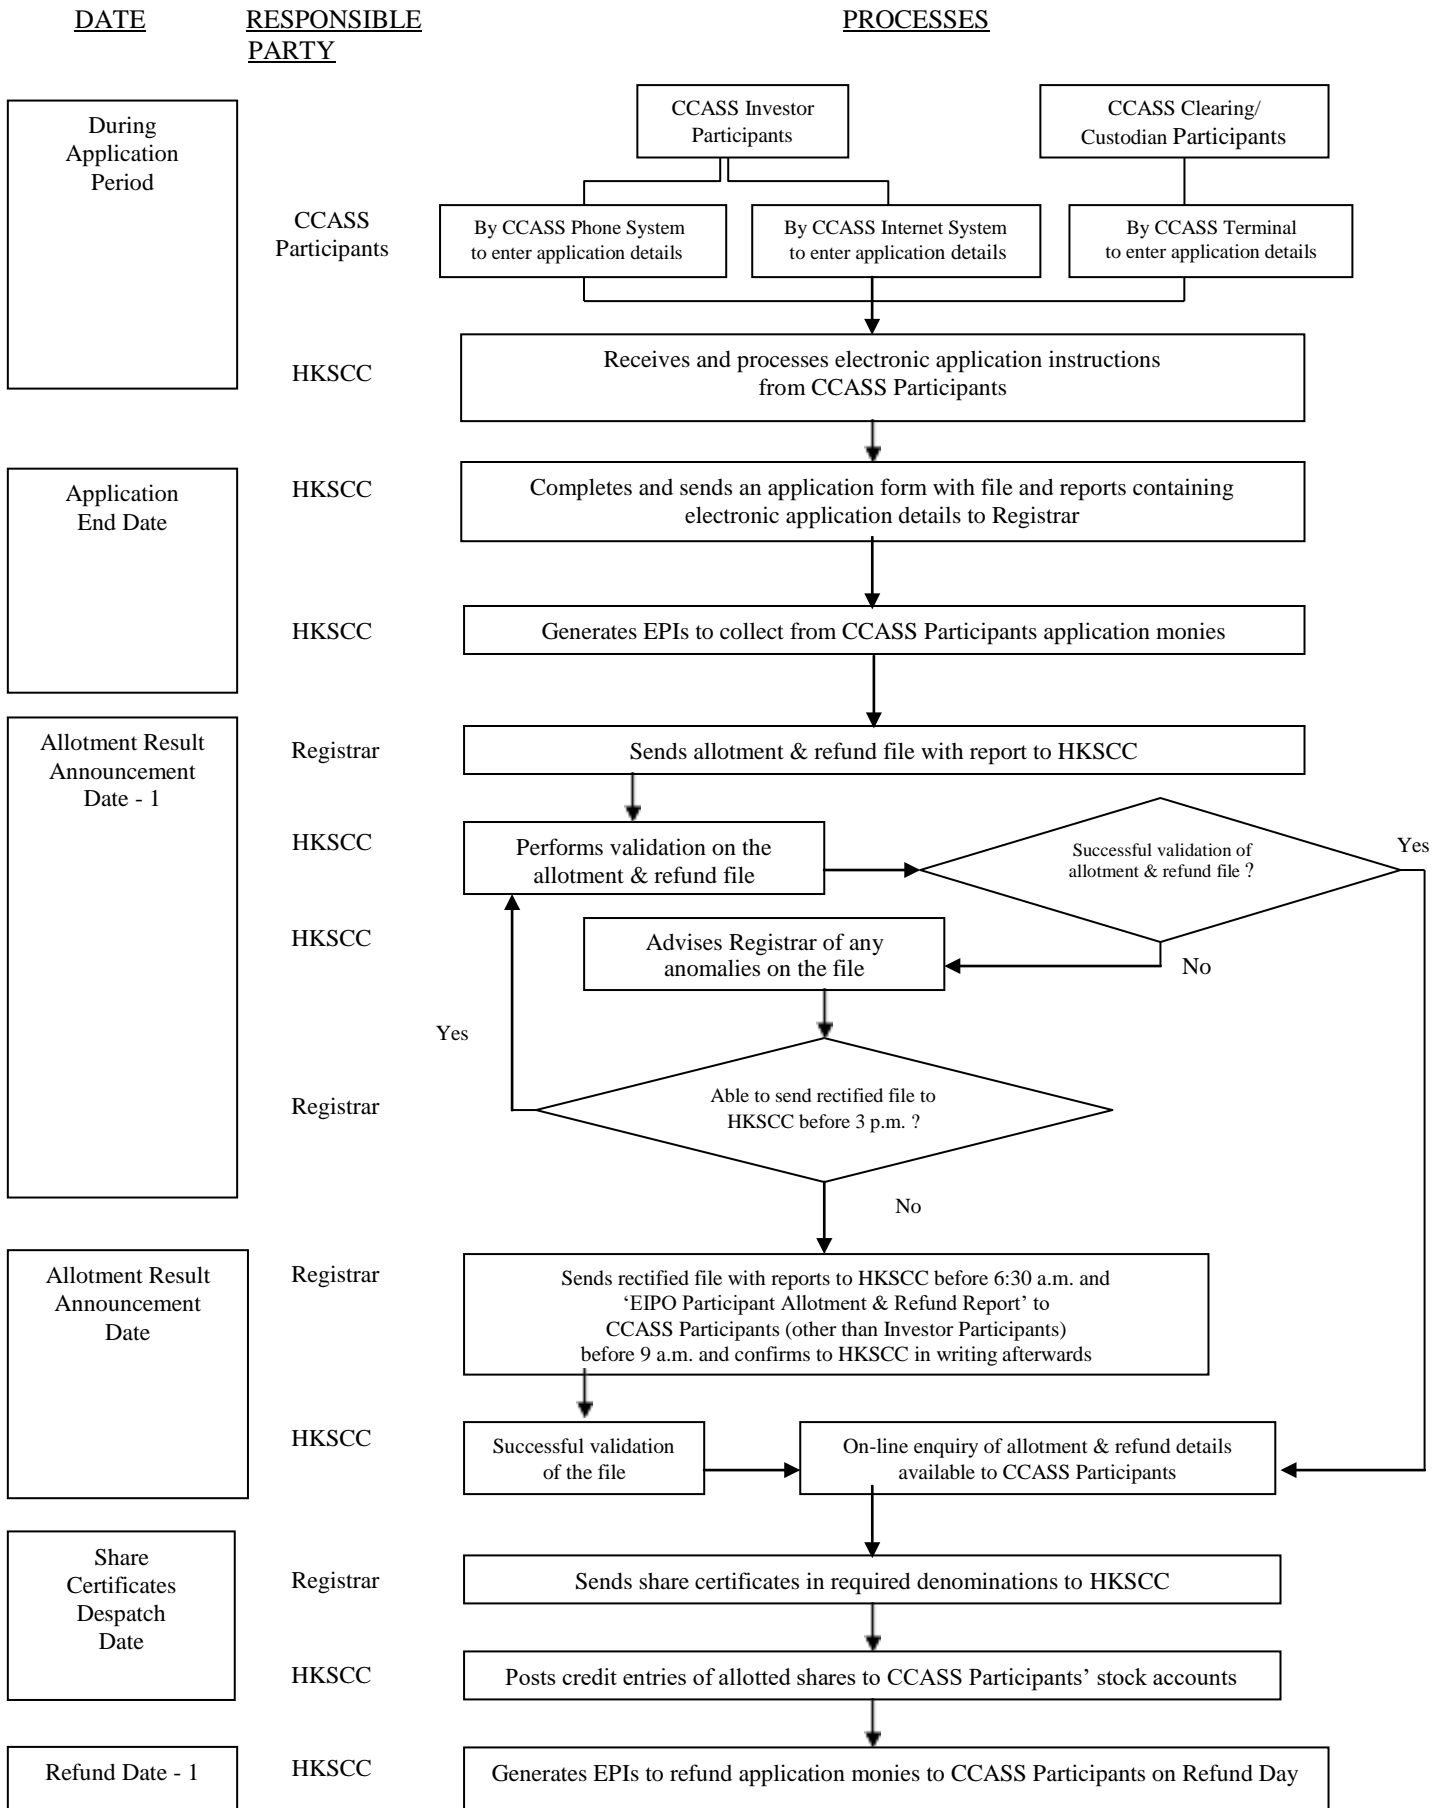 DATE
RESPONSIBLE
PARTY
PROCESSES
During
Application
Period
CCASS Investor
Participants
CCASS Clearing/
Custodian Participants
CCASS
Participants
By CCASS Phone System
to enter application details
By CCASS Internet System
to enter application details
By CCASS Terminal
to enter application details
HKSCC
Receives and processes electronic application instructions
from CCASS Participants
Application
End Date
HKSCC
Completes and sends an application form with file and reports containing
electronic application details to Registrar
HKSCC
Generates EPIs to collect from CCASS Participants application monies
Allotment Result
Announcement
Date - 1
Registrar
Sends allotment & refund file with report to HKSCC
HKSCC
Performs validation on the
allotment & refund file
Successful validation of
allotment & refund file ?
Yes
HKSCC
Advises Registrar of any
anomalies on the file
No
Yes
Registrar
Able to send rectified file to
HKSCC before 3 p.m. ?
No
Allotment Result
Announcement
Date
Registrar
Sends rectified file with reports to HKSCC before 6:30 a.m. and
‘EIPO Participant Allotment & Refund Report’ to
CCASS Participants (other than Investor Participants)
before 9 a.m. and confirms to HKSCC in writing afterwards
HKSCC
Successful validation
of the file
On-line enquiry of allotment & refund details
available to CCASS Participants
Share
Certificates
Despatch
Date
Registrar
Sends share certificates in required denominations to HKSCC
HKSCC
Posts credit entries of allotted shares to CCASS Participants’ stock accounts
Refund Date - 1
HKSCC
Generates EPIs to refund application monies to CCASS Participants on Refund Day